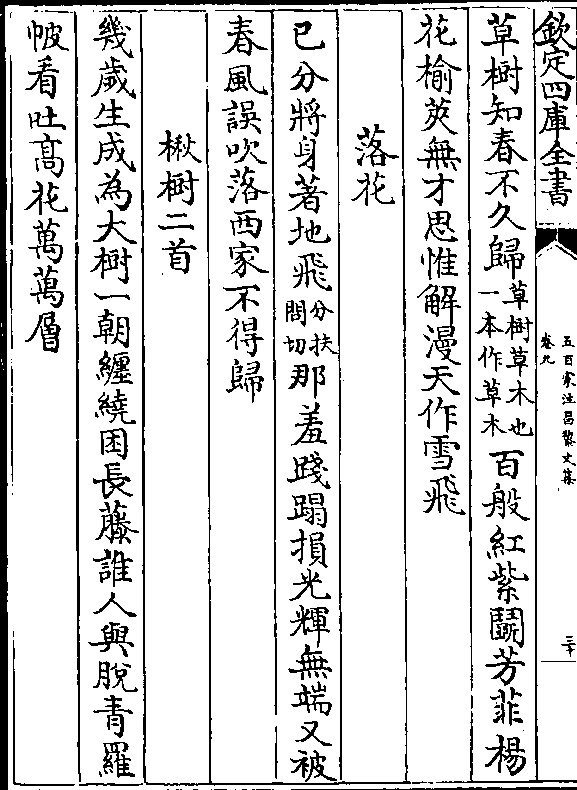 欽定四庫全書
五百家注昌黎文集
卷九
三十
草樹知春不久歸草樹草木也一本作草木百般紅紫鬬芳菲楊
花榆莢無才思惟解漫天作雪飛
落花
已分將身著地飛分扶問切那羞踐蹋損光輝無端又被
春風誤吹落西家不得歸
楸樹二首
幾歲生成為大樹一朝纏繞困長藤誰人與脫青羅
帔看吐高花萬萬層